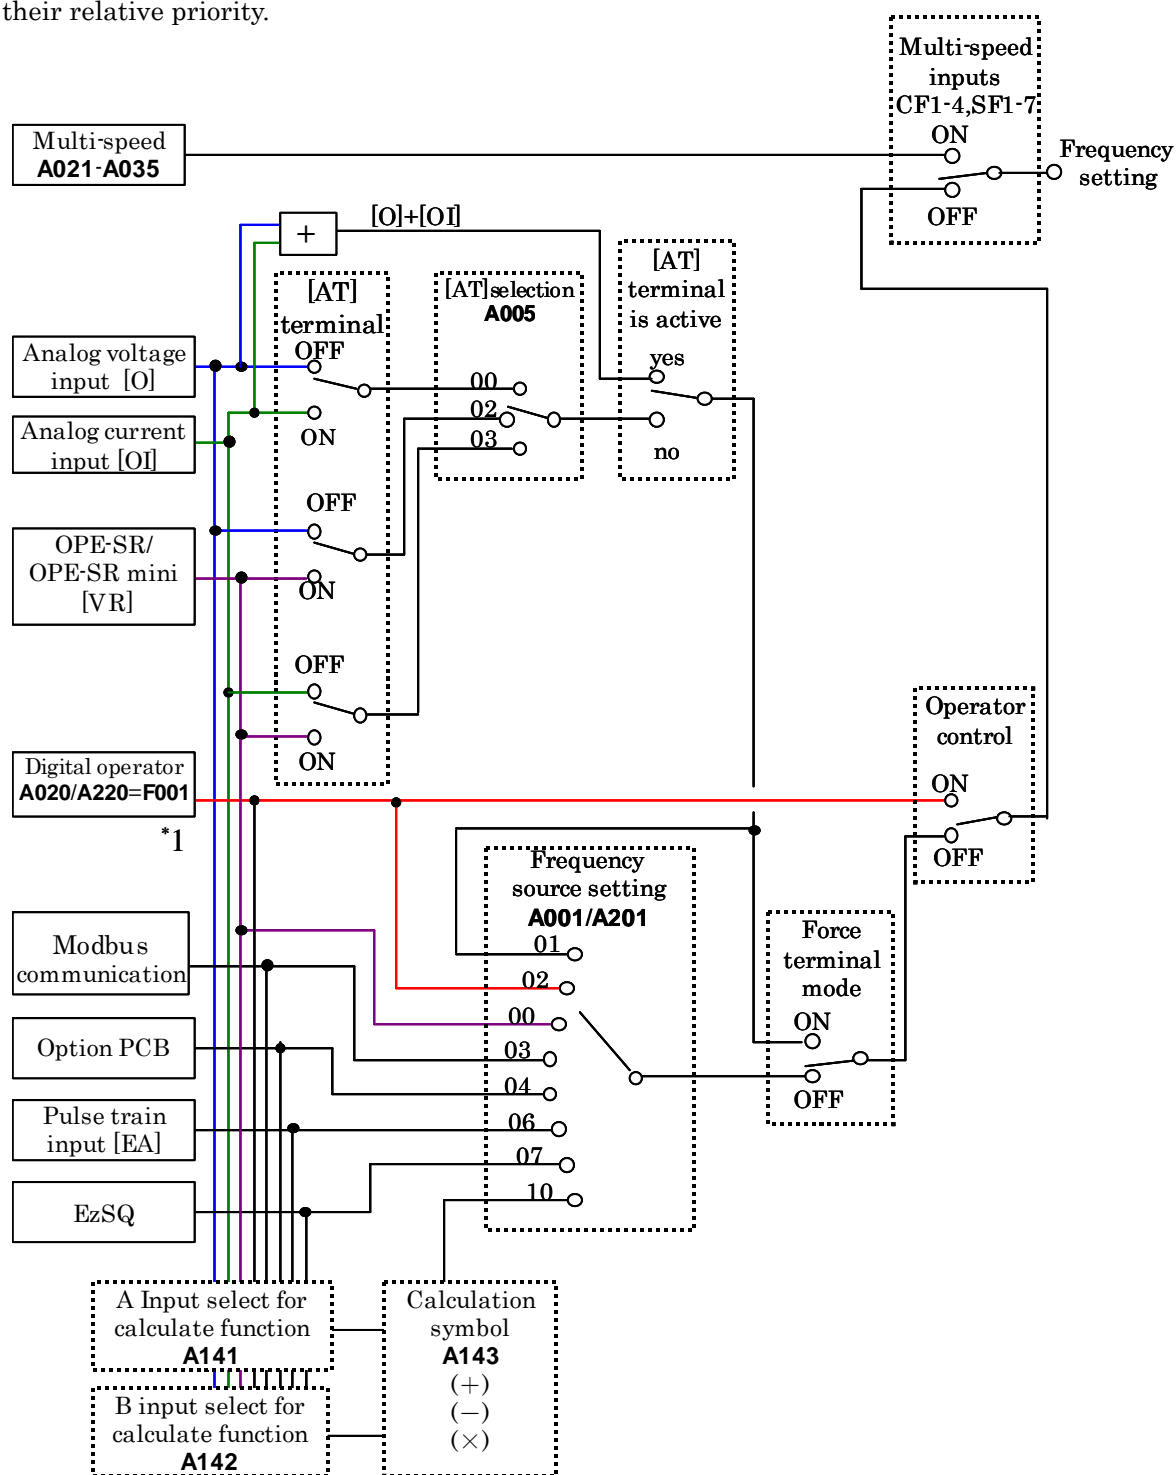 their relative priority.
Multi-speed
inputs
CF1-4,SF1-7
ON
OFF
Frequency
setting
Multi-speed
A021-A035
+
[O]+[OI]
[AT]
terminal
OFF
ON
OFF
ON
OFF
ON
[AT]selection
A005
00
02
03
[AT]
terminal
is active
yes
no
Analog voltage
input [O]
Analog current
input [OI]
OPE-SR/
OPE-SR mini
[VR]
Digital operator
A020/A220=F001
*1
Operator
control
ON
OFF
Frequency
source setting
A001/A201
01
02
00
03
04
06
07
10
Force
terminal
mode
ON
OFF
Modbus
communication
Option PCB
Pulse train
input [EA]
EzSQ
A Input select for
calculate function
A141
B input select for
calculate function
A142
Calculation
symbol
A143
(+)
(−)
(×)